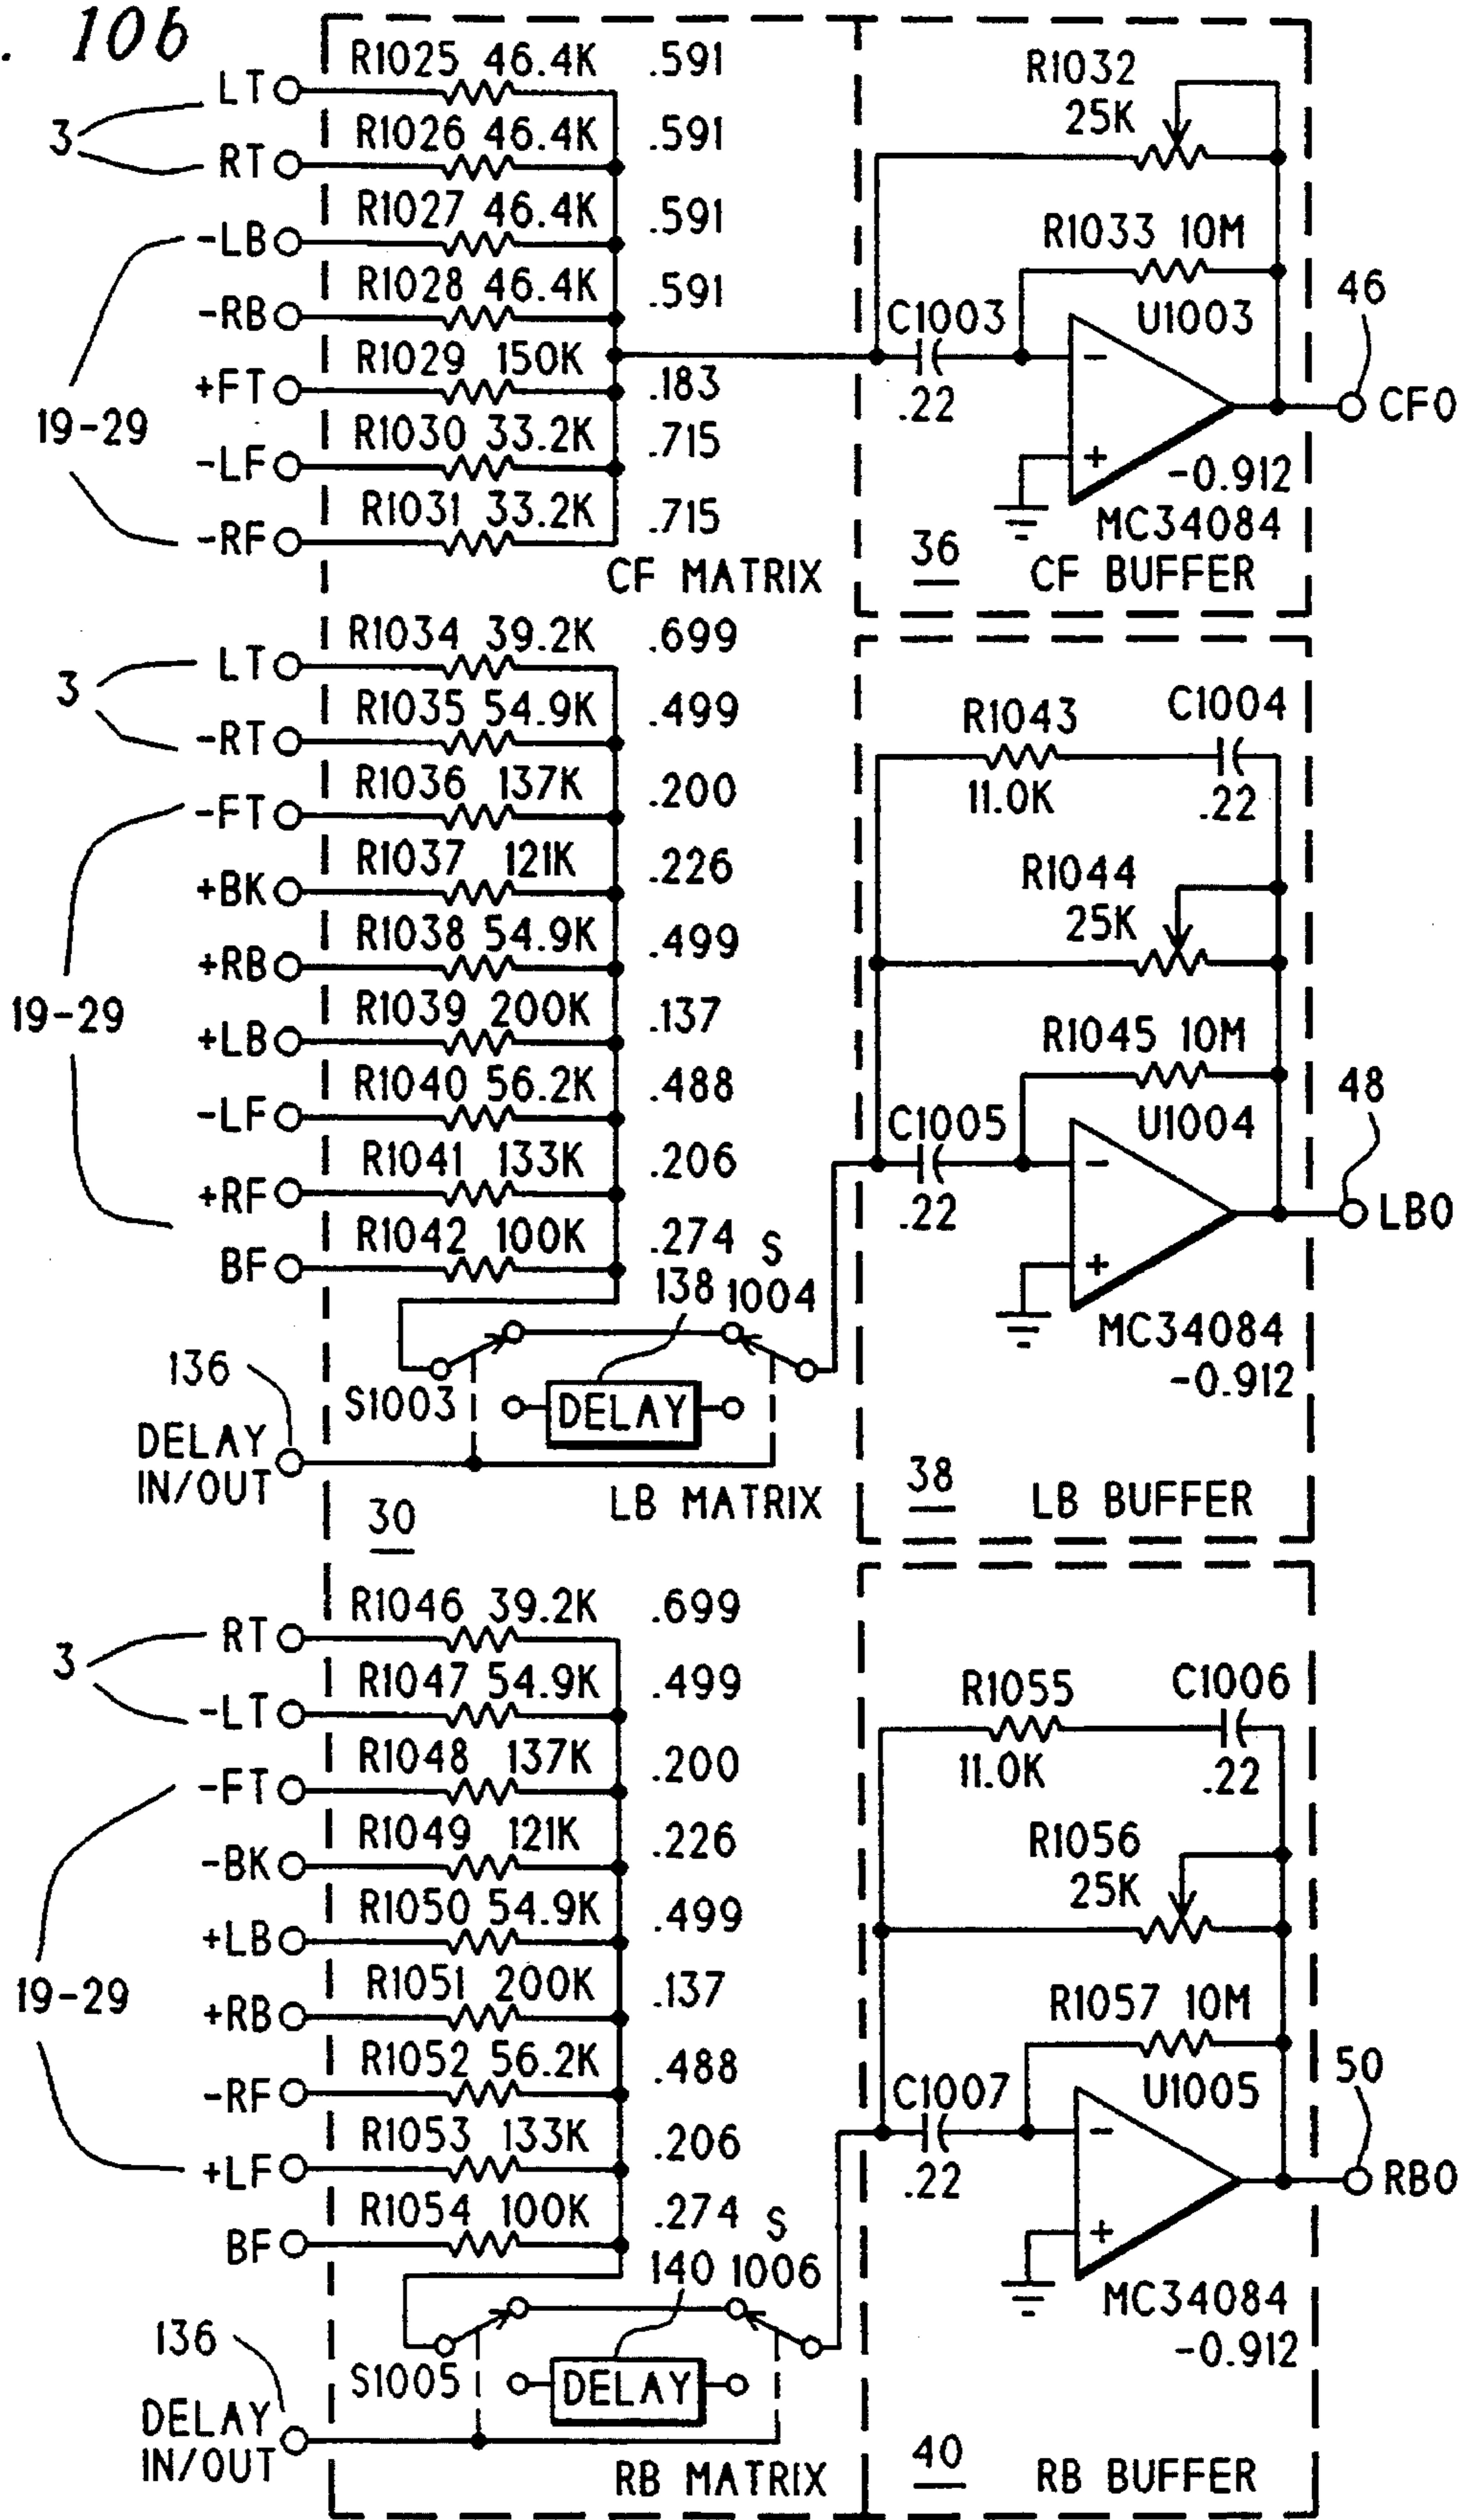 . 10b
LT R1025 46.4K .591
3
RT R1026 46.4K .591
-LB R1027 46.4K .591
-RB R1028 46.4K .591
+FT R1029 150K .183
19-29
-LF R1030 33.2K .715
-RF R1031 33.2K .715
CF MATRIX
R1032
25K
R1033 10M
C1003
.22
U1003
-
+
-0.912
MC34084
46
CFO
36
CF BUFFER
LT R1034 39.2K .699
3
-RT R1035 54.9K .499
-FT R1036 137K .200
+BK R1037 121K .226
+RB R1038 54.9K .499
19-29
+LB R1039 200K .137
-LF R1040 56.2K .488
+RF R1041 133K .206
BF R1042 100K .274
S
138 1004
136
S1003
DELAY
DELAY
IN/OUT
LB MATRIX
30
R1043
11.0K
C1004
.22
R1044
25K
R1045 10M
C1005
.22
U1004
-
+
MC34084
-0.912
48
LBO
38
LB BUFFER
RT R1046 39.2K .699
3
-LT R1047 54.9K .499
-FT R1048 137K .200
-BK R1049 121K .226
+LB R1050 54.9K .499
19-29
+RB R1051 200K .137
-RF R1052 56.2K .488
+LF R1053 133K .206
BF R1054 100K .274
S
140 1006
136
S1005
DELAY
DELAY
IN/OUT
RB MATRIX
R1055
11.0K
C1006
.22
R1056
25K
R1057 10M
C1007
.22
U1005
-
+
MC34084
-0.912
50
RBO
40
RB BUFFER